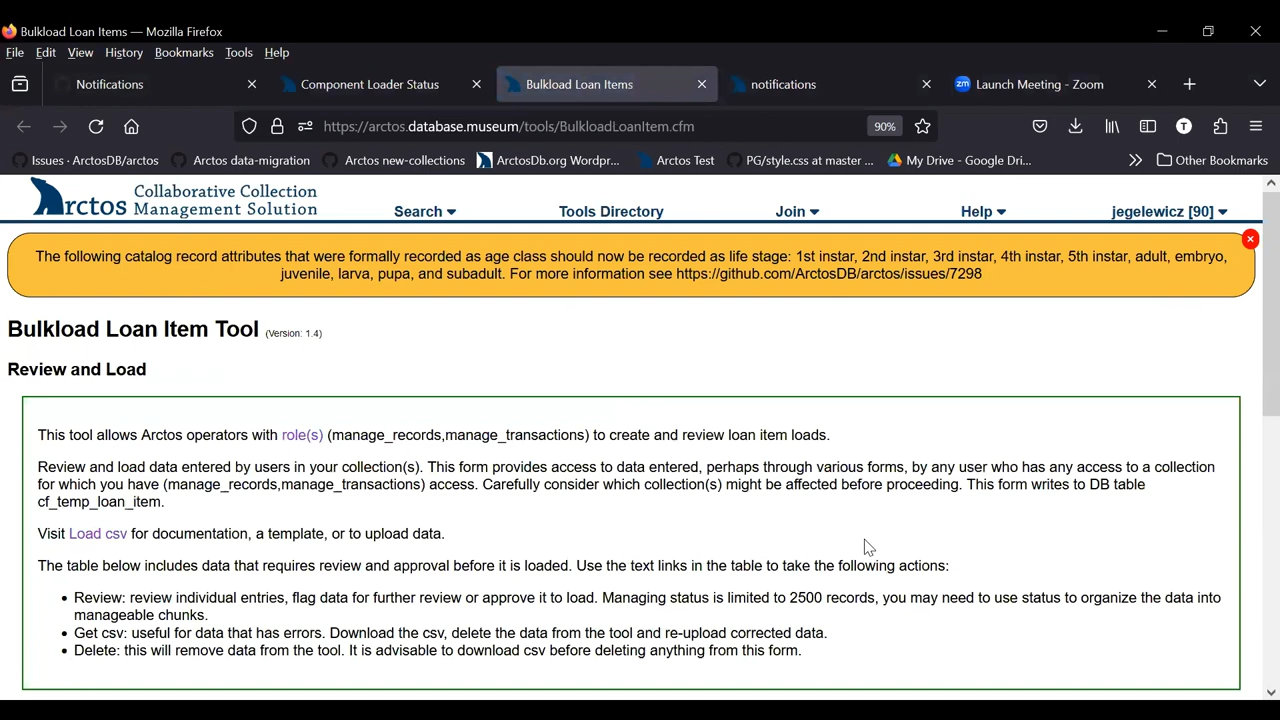 Bulkload Loan Items — Mozilla Firefox
File Edit View History Bookmarks Tools Help
Notifications Component Loader Status Bulkload Loan Items notifications zm Launch Meeting - Zoom
https://arctos.database.museum/tools/BulkloadLoanItem.cfm 90% T
Issues · ArctosDB/arctos Arctos data-migration Arctos new-collections ArctosDb.org Wordpr... Arctos Test PG/style.css at master ... My Drive - Google Dri... Other Bookmarks
Arctos Collaborative Collection
Management Solution
Search Tools Directory Join Help jegelewicz [90]
The following catalog record attributes that were formally recorded as age class should now be recorded as life stage: 1st instar, 2nd instar, 3rd instar, 4th instar, 5th instar, adult, embryo,
juvenile, larva, pupa, and subadult. For more information see https://github.com/ArctosDB/arctos/issues/7298
Bulkload Loan Item Tool (Version: 1.4)
Review and Load
This tool allows Arctos operators with role(s) (manage_records,manage_transactions) to create and review loan item loads.
Review and load data entered by users in your collection(s). This form provides access to data entered, perhaps through various forms, by any user who has any access to a collection
for which you have (manage_records,manage_transactions) access. Carefully consider which collection(s) might be affected before proceeding. This form writes to DB table
cf_temp_loan_item.
Visit Load csv for documentation, a template, or to upload data.
The table below includes data that requires review and approval before it is loaded. Use the text links in the table to take the following actions:
• Review: review individual entries, flag data for further review or approve it to load. Managing status is limited to 2500 records, you may need to use status to organize the data into
manageable chunks.
• Get csv: useful for data that has errors. Download the csv, delete the data from the tool and re-upload corrected data.
• Delete: this will remove data from the tool. It is advisable to download csv before deleting anything from this form.